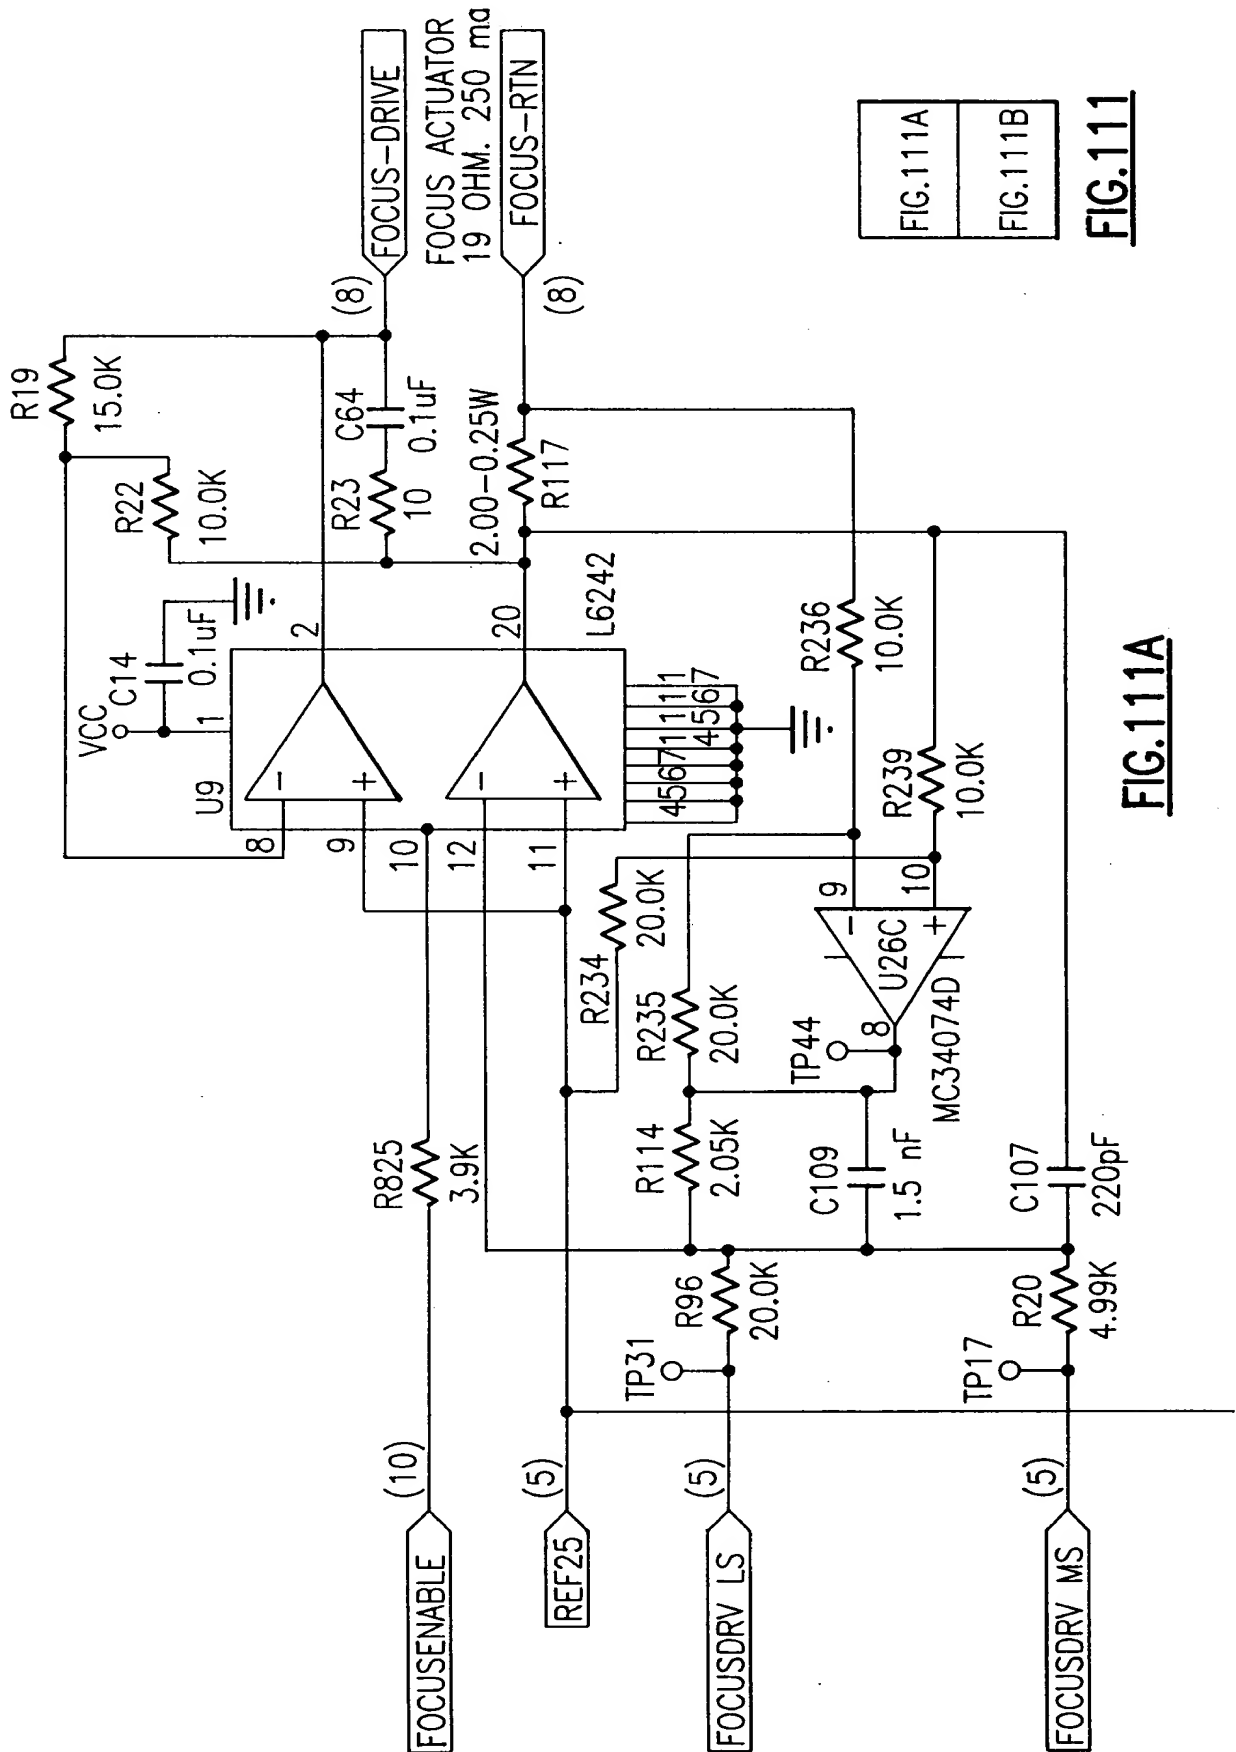 R19
15.0K
R22
10.0K
VCC
C14
0.1uF
C64
0.1uF
R23
10
(8)
FOCUS-DRIVE
FOCUS ACTUATOR
19 OHM. 250 ma
FOCUS-RTN
(8)
2.00-0.25W
R117
U9
1
2
20
L6242
8
9
10
12
11
-
+
-
+
4567
1111
4567
R825
3.9K
(10)
FOCUSENABLE
(5)
REF25
R234
20.0K
R235
20.0K
R236
10.0K
R239
10.0K
9
10
-
+
U26C
8
MC34074D
TP44
R114
2.05K
C109
1.5 nF
C107
220pF
TP31
R96
20.0K
(5)
FOCUSDRV LS
TP17
R20
4.99K
(5)
FOCUSDRV MS
FIG.111A
FIG.111A
FIG.111B
FIG.111